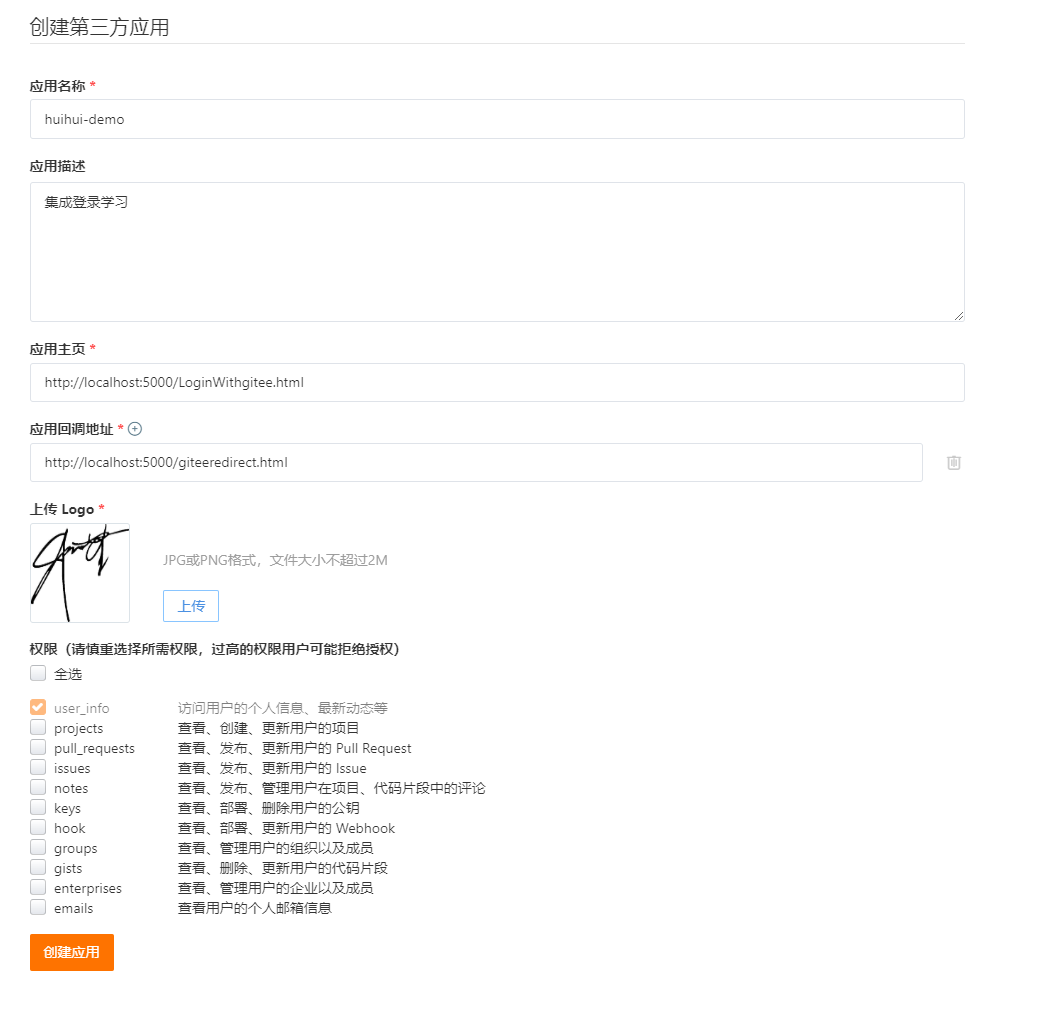 创建第三方应用
应用名称 *
huihui-demo
应用描述
集成登录学习
应用主页 *
http://localhost:5000/LoginWithgitee.html
应用回调地址 *
http://localhost:5000/giteeredirect.html
上传 Logo *
JPG或PNG格式，文件大小不超过2M
上传
权限（请慎重选择所需权限，过高的权限用户可能拒绝授权）
全选
user_info 访问用户的个人信息、最新动态等
projects 查看、创建、更新用户的项目
pull_requests 查看、发布、更新用户的 Pull Request
issues 查看、发布、更新用户的 Issue
notes 查看、发布、管理用户在项目、代码片段中的评论
keys 查看、部署、删除用户的公钥
hook 查看、部署、更新用户的 Webhook
groups 查看、管理用户的组织以及成员
gists 查看、删除、更新用户的代码片段
enterprises 查看、管理用户的企业以及成员
emails 查看用户的个人邮箱信息
创建应用